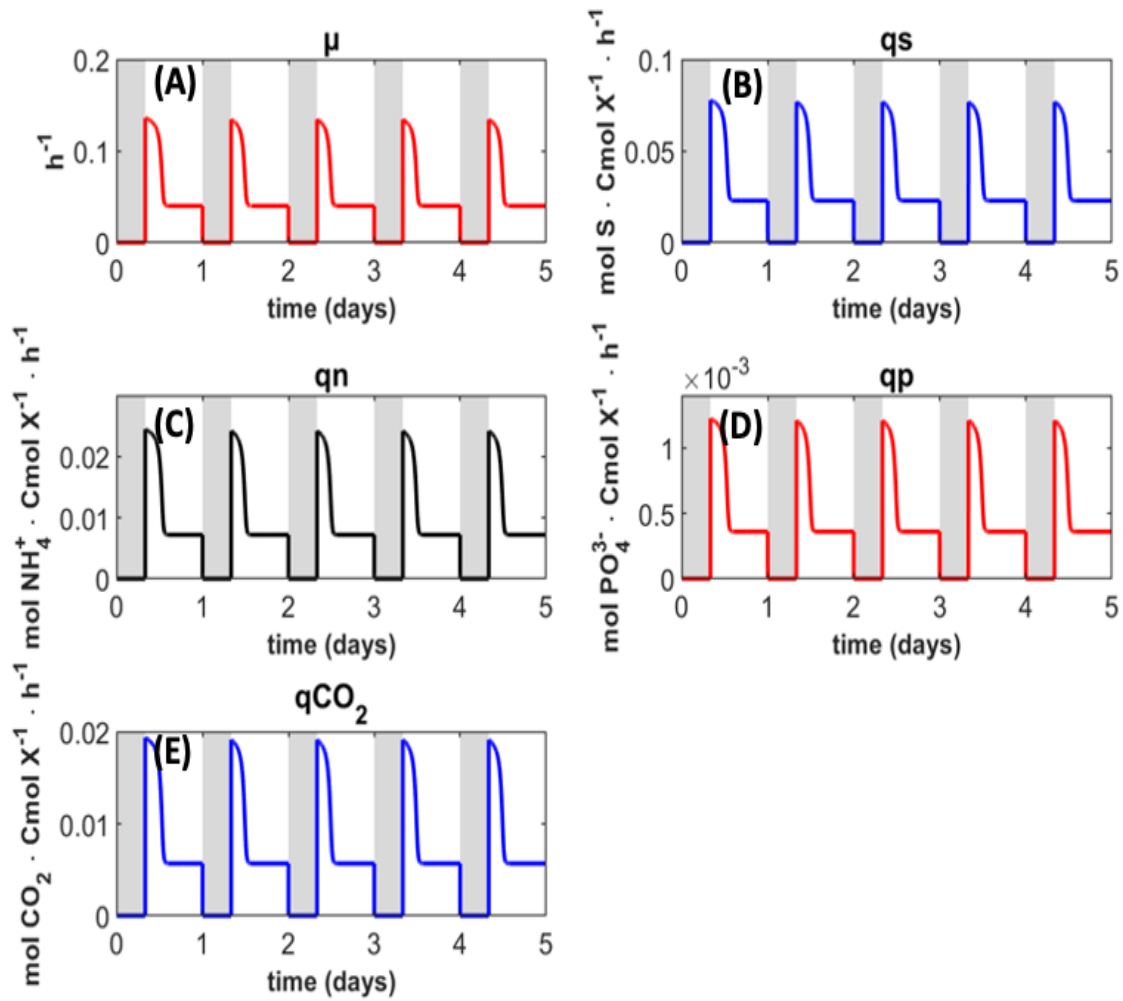 µ
(A)
0.2
0.1
0
h⁻¹
0 1 2 3 4 5
time (days)
qs
(B)
0.1
0.05
0
mol S · Cmol X⁻¹ · h⁻¹
0 1 2 3 4 5
time (days)
qn
(C)
0.02
0.01
0
mol NH₄⁺ · Cmol X⁻¹ · h⁻¹
0 1 2 3 4 5
time (days)
qp
×10⁻³
(D)
1
0.5
0
mol PO₄³⁻ · Cmol X⁻¹ · h⁻¹
0 1 2 3 4 5
time (days)
qCO₂
(E)
0.02
0.01
0
mol CO₂ · Cmol X⁻¹ · h⁻¹
0 1 2 3 4 5
time (days)